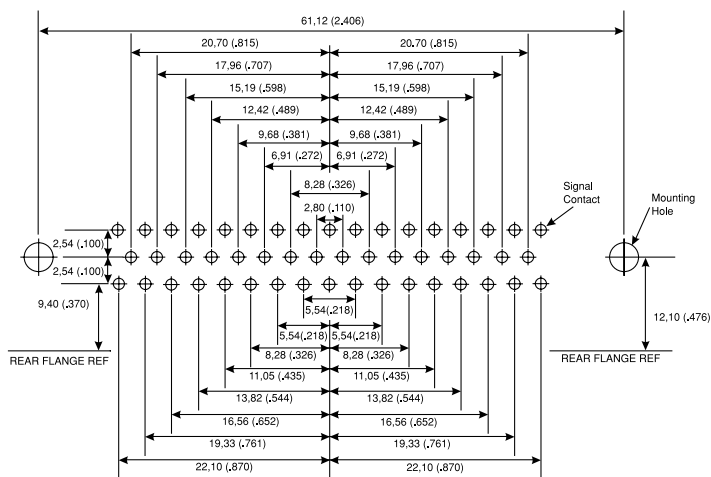 61,12 (2.406)
20,70 (.815) 20.70 (.815)
17,96 (.707) 17,96 (.707)
15,19 (.598) 15,19 (.598)
12,42 (.489) 12,42 (.489)
9,68 (.381) 9,68 (.381)
6,91 (.272) 6,91 (.272)
8,28 (.326)
2,80 (.110)
Signal
Contact
Mounting
Hole
2,54 (.100)
2,54 (.100)
9,40 (.370)
12,10 (.476)
REAR FLANGE REF
REAR FLANGE REF
5,54(.218)
5,54(.218) 5,54(.218)
8,28 (.326) 8,28 (.326)
11,05 (.435) 11,05 (.435)
13,82 (.544) 13,82 (.544)
16,56 (.652) 16,56 (.652)
19,33 (.761) 19,33 (.761)
22,10 (.870) 22,10 (.870)